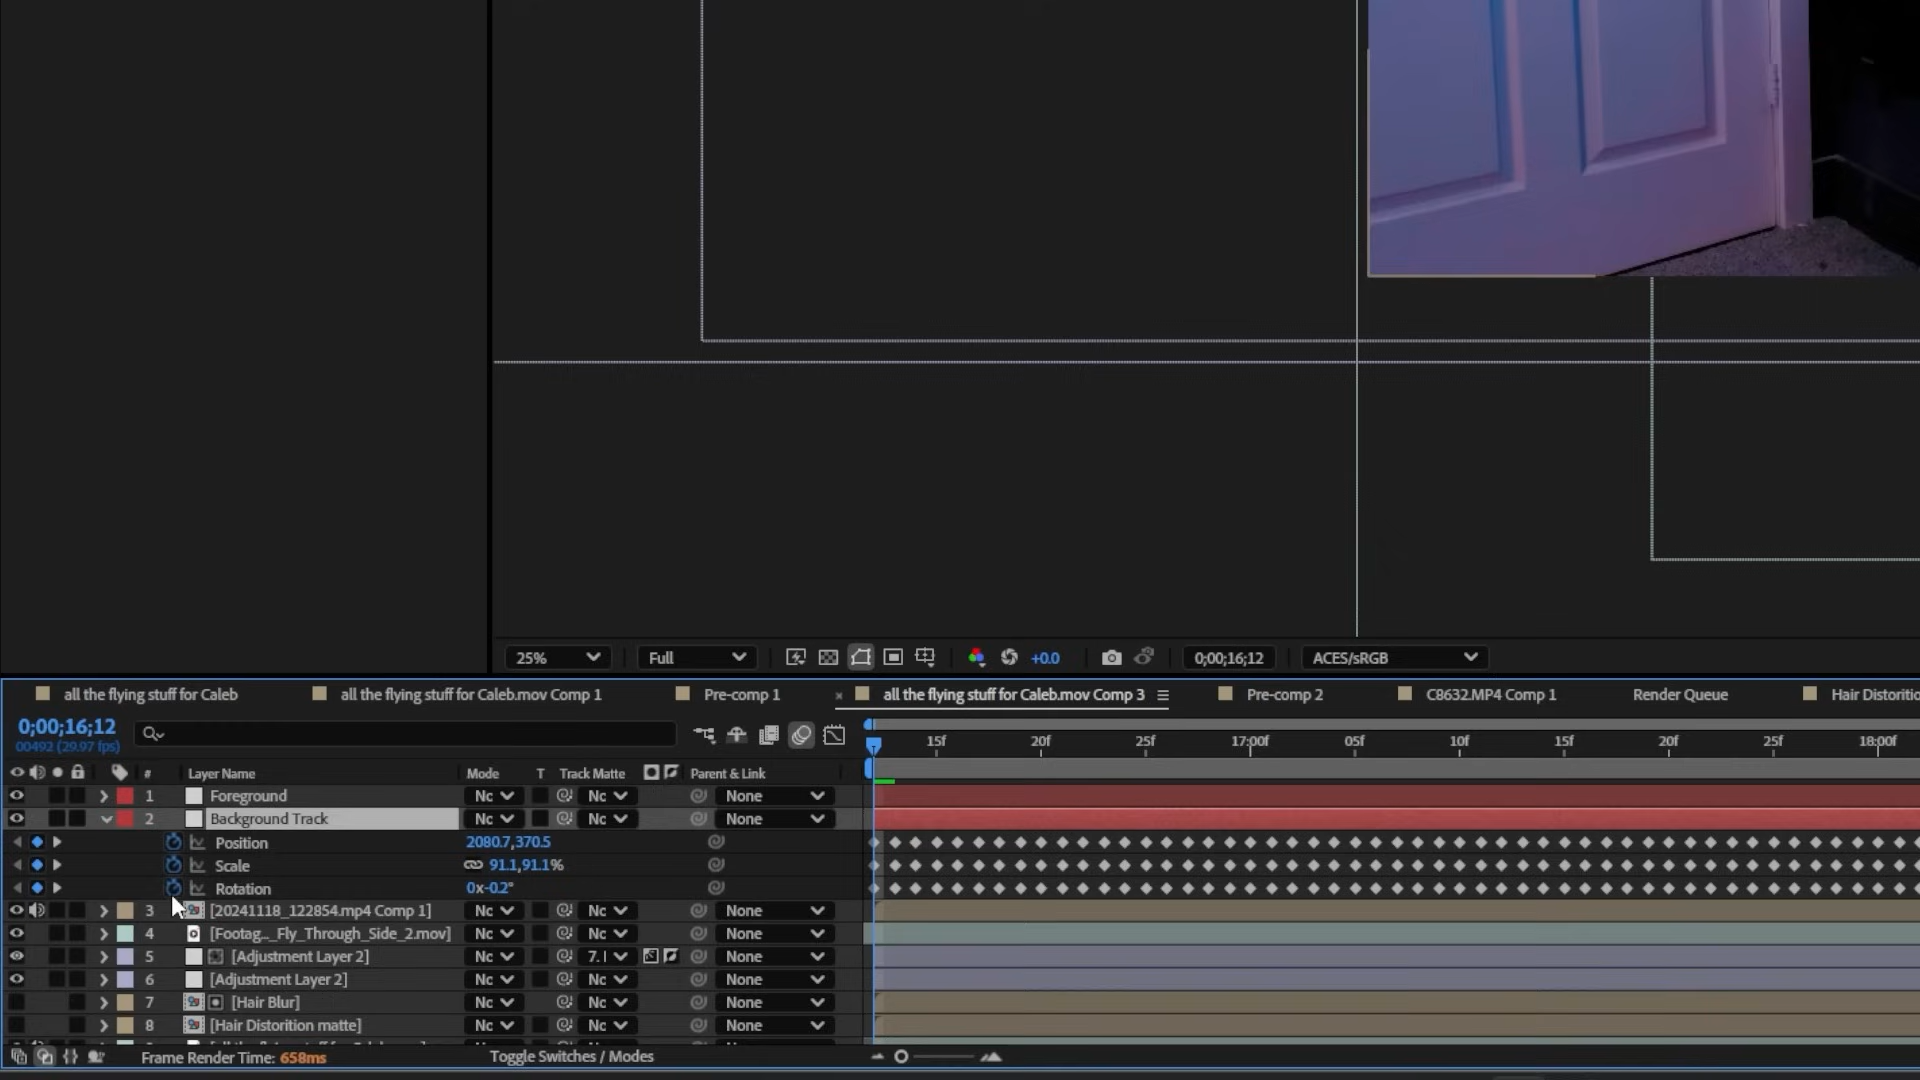 25% Full +0.0 0;00;16;12 ACES/sRGB
all the flying stuff for Caleb all the flying stuff for Caleb.mov Comp 1 Pre-comp 1 × all the flying stuff for Caleb.mov Comp 3 Pre-comp 2 C8632.MP4 Comp 1 Render Queue Hair Distortio
0;00;16;12
00492 (29.97 fps)
15f 20f 25f 17:00f 05f 10f 15f 20f 25f 18:00f
# Layer Name Mode T Track Matte Parent & Link
1 Foreground Nc Nc None
2 Background Track Nc Nc None
Position 2080.7,370.5
Scale 91.1,91.1%
Rotation 0x-0.2°
3 [20241118_122854.mp4 Comp 1] Nc Nc None
4 [Footag..._Fly_Through_Side_2.mov] Nc Nc None
5 [Adjustment Layer 2] Nc 7. I None
6 [Adjustment Layer 2] Nc Nc None
7 [Hair Blur] Nc Nc None
8 [Hair Distorition matte] Nc Nc None
Frame Render Time: 658ms Toggle Switches / Modes